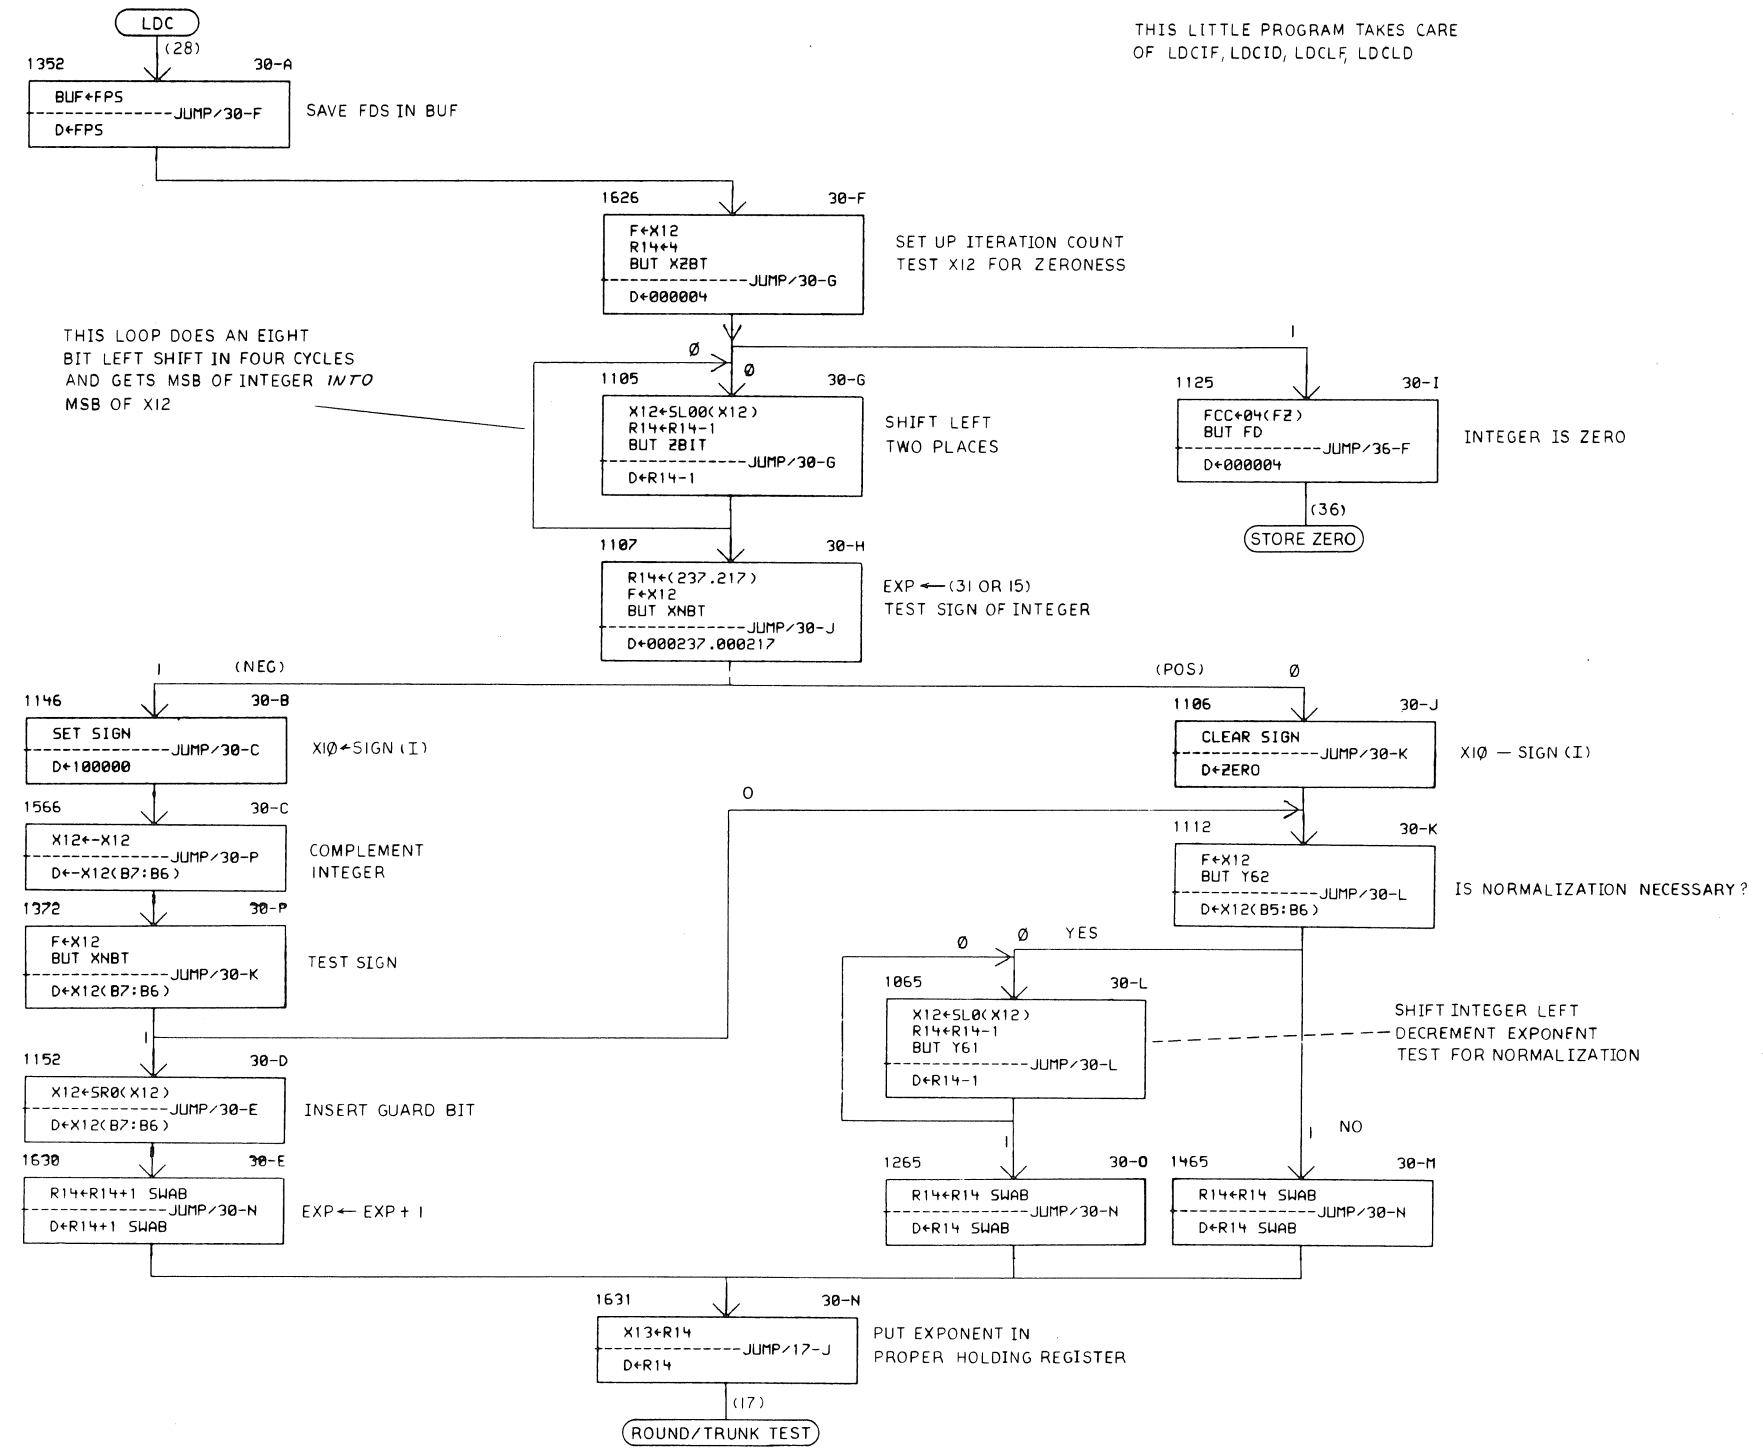 LDC
(28)
THIS LITTLE PROGRAM TAKES CARE
OF LDCIF, LDCID, LDCLF, LDCLD
1352 30-A
BUF←FPS
JUMP/30-F
D←FPS
SAVE FDS IN BUF
1626 30-F
F←X12
R14←4
BUT XZBT
JUMP/30-G
D←000004
SET UP ITERATION COUNT
TEST X12 FOR ZERONESS
THIS LOOP DOES AN EIGHT
BIT LEFT SHIFT IN FOUR CYCLES
AND GETS MSB OF INTEGER INTO
MSB OF X12
Ø
Ø
1
1105 30-G
X12←SL00(X12)
R14←R14-1
BUT ZBIT
JUMP/30-G
D←R14-1
SHIFT LEFT
TWO PLACES
1125 30-I
FCC←04(FZ)
BUT FD
JUMP/36-F
D←000004
INTEGER IS ZERO
(36)
STORE ZERO
1107 30-H
R14←(237.217)
F←X12
BUT XNBT
JUMP/30-J
D←000237.000217
EXP ← (31 OR 15)
TEST SIGN OF INTEGER
1 (NEG)
(POS) Ø
1146 30-B
SET SIGN
JUMP/30-C
D←100000
X1Ø←SIGN (I)
1106 30-J
CLEAR SIGN
JUMP/30-K
D←ZERO
X1Ø — SIGN (I)
1566 30-C
X12←-X12
JUMP/30-P
D←-X12(B7:B6)
COMPLEMENT
INTEGER
O
1112 30-K
F←X12
BUT Y62
JUMP/30-L
D←X12(B5:B6)
IS NORMALIZATION NECESSARY?
1372 30-P
F←X12
BUT XNBT
JUMP/30-K
D←X12(B7:B6)
TEST SIGN
1
Ø
Ø YES
1065 30-L
X12←SL0(X12)
R14←R14-1
BUT Y61
JUMP/30-L
D←R14-1
SHIFT INTEGER LEFT
DECREMENT EXPONENT
TEST FOR NORMALIZATION
1152 30-D
X12←SR0(X12)
JUMP/30-E
D←X12(B7:B6)
INSERT GUARD BIT
1
1 NO
1630 30-E
R14←R14+1 SWAB
JUMP/30-N
D←R14+1 SWAB
EXP ← EXP + 1
1265 30-O
R14←R14 SWAB
JUMP/30-N
D←R14 SWAB
1465 30-M
R14←R14 SWAB
JUMP/30-N
D←R14 SWAB
1631 30-N
X13←R14
JUMP/17-J
D←R14
PUT EXPONENT IN
PROPER HOLDING REGISTER
(17)
ROUND/TRUNK TEST